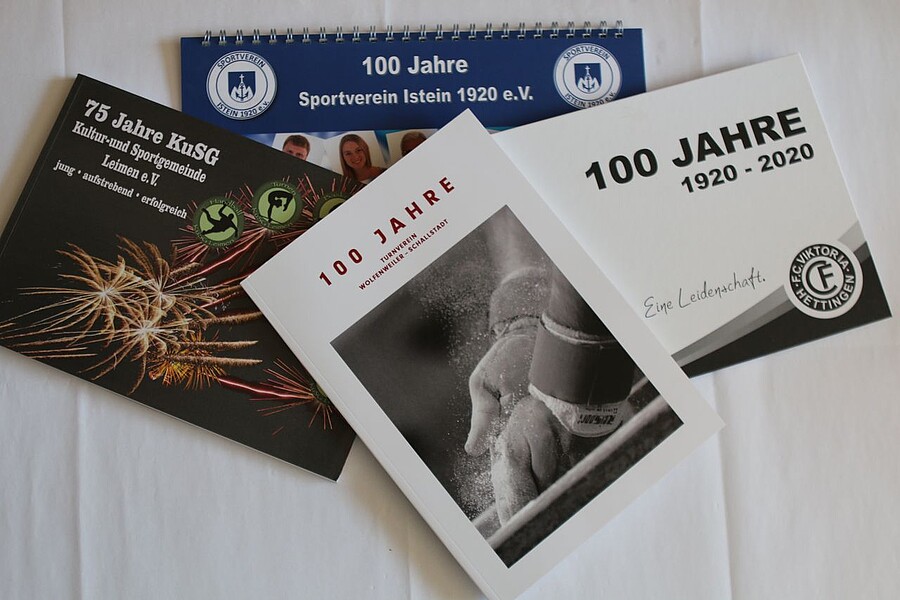 100 Jahre
Sportverein Istein 1920 e.V.
SPORTVEREIN
ISTEIN 1920 e.V.
SPORTVEREIN
ISTEIN 1920 e.V.
75 Jahre KuSG
Kultur-und Sportgemeinde
Leimen e.V.
jung • aufstrebend • erfolgreich
100 JAHRE
TURNVEREIN
WOLFENWEILER – SCHALLSTADT
100 JAHRE
1920 - 2020
Eine Leidenschaft.
F.C. VIKTORIA
HETTINGEN
CF